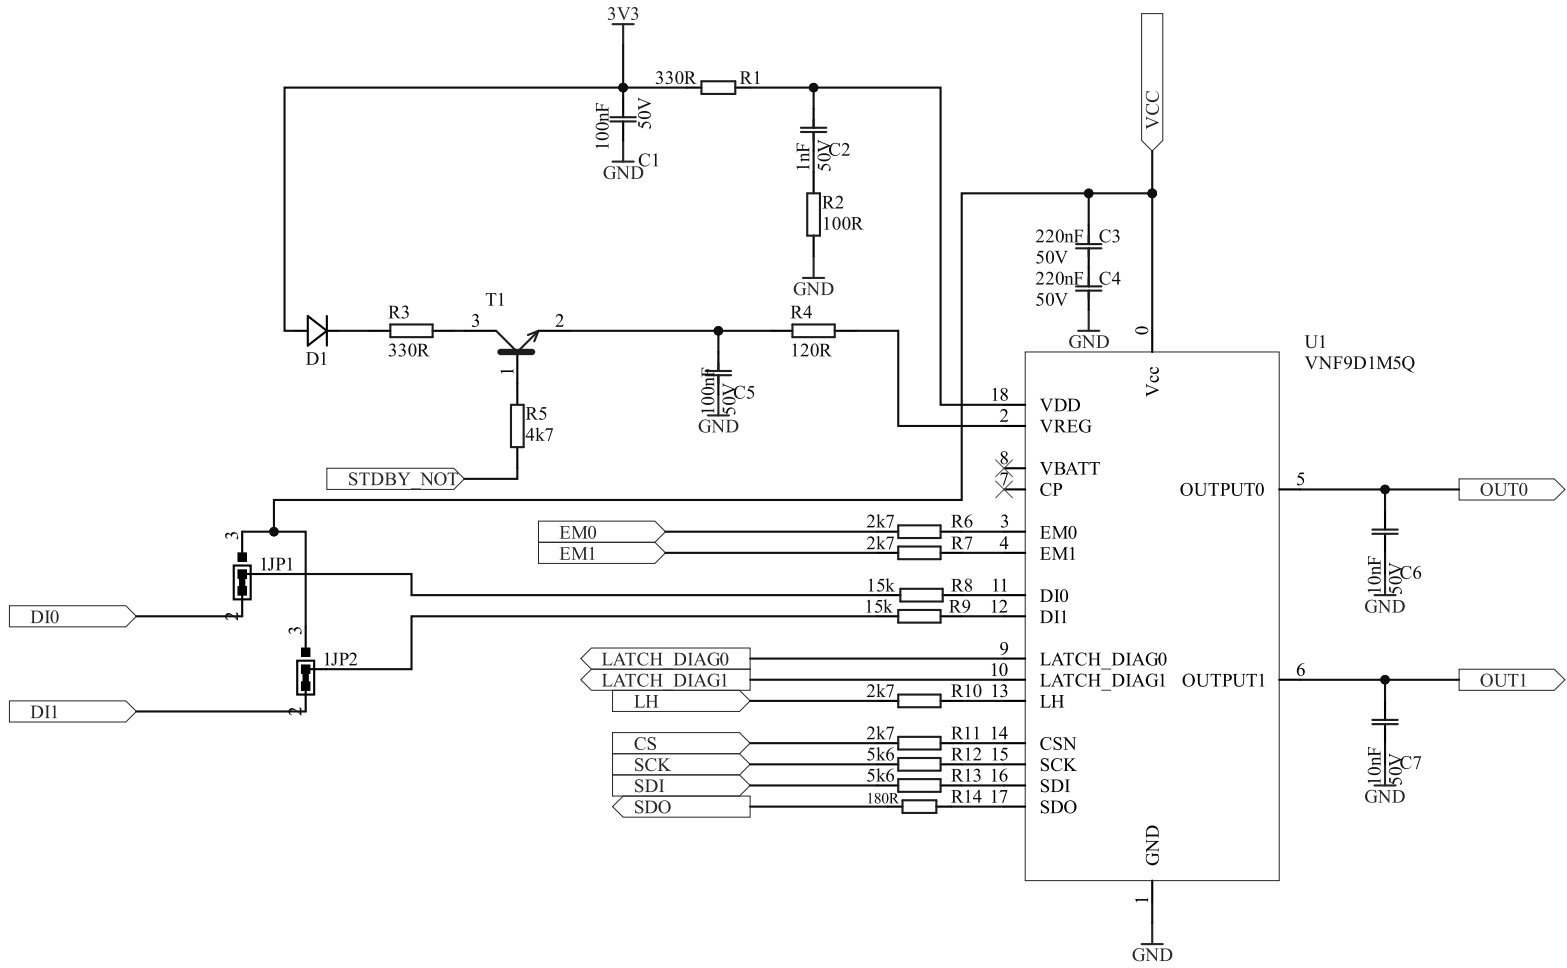 3V3
330R R1
100nF
50V
C1
GND
1nF
50V
C2
R2
100R
GND
VCC
220nF C3
50V
220nF C4
50V
GND
0
Vcc
U1
VNF9D1M5Q
T1
R3
3
2
R4
330R
D1
120R
1
100nF
50V
C5
GND
R5
4k7
STDBY_NOT
18 VDD
2 VREG
8 VBATT
7 CP
OUTPUT0 5 OUT0
EM0 2k7 R6 3 EM0
EM1 2k7 R7 4 EM1
3
1JP1
2
DI0
15k R8 11 DI0
15k R9 12 DI1
10nF
50V
C6
GND
3
1JP2
2
DI1
LATCH_DIAG0 9 LATCH_DIAG0
LATCH_DIAG1 10 LATCH_DIAG1
OUTPUT1 6 OUT1
LH 2k7 R10 13 LH
CS 2k7 R11 14 CSN
SCK 5k6 R12 15 SCK
SDI 5k6 R13 16 SDI
SDO 180R R14 17 SDO
10nF
50V
C7
GND
GND
1
GND